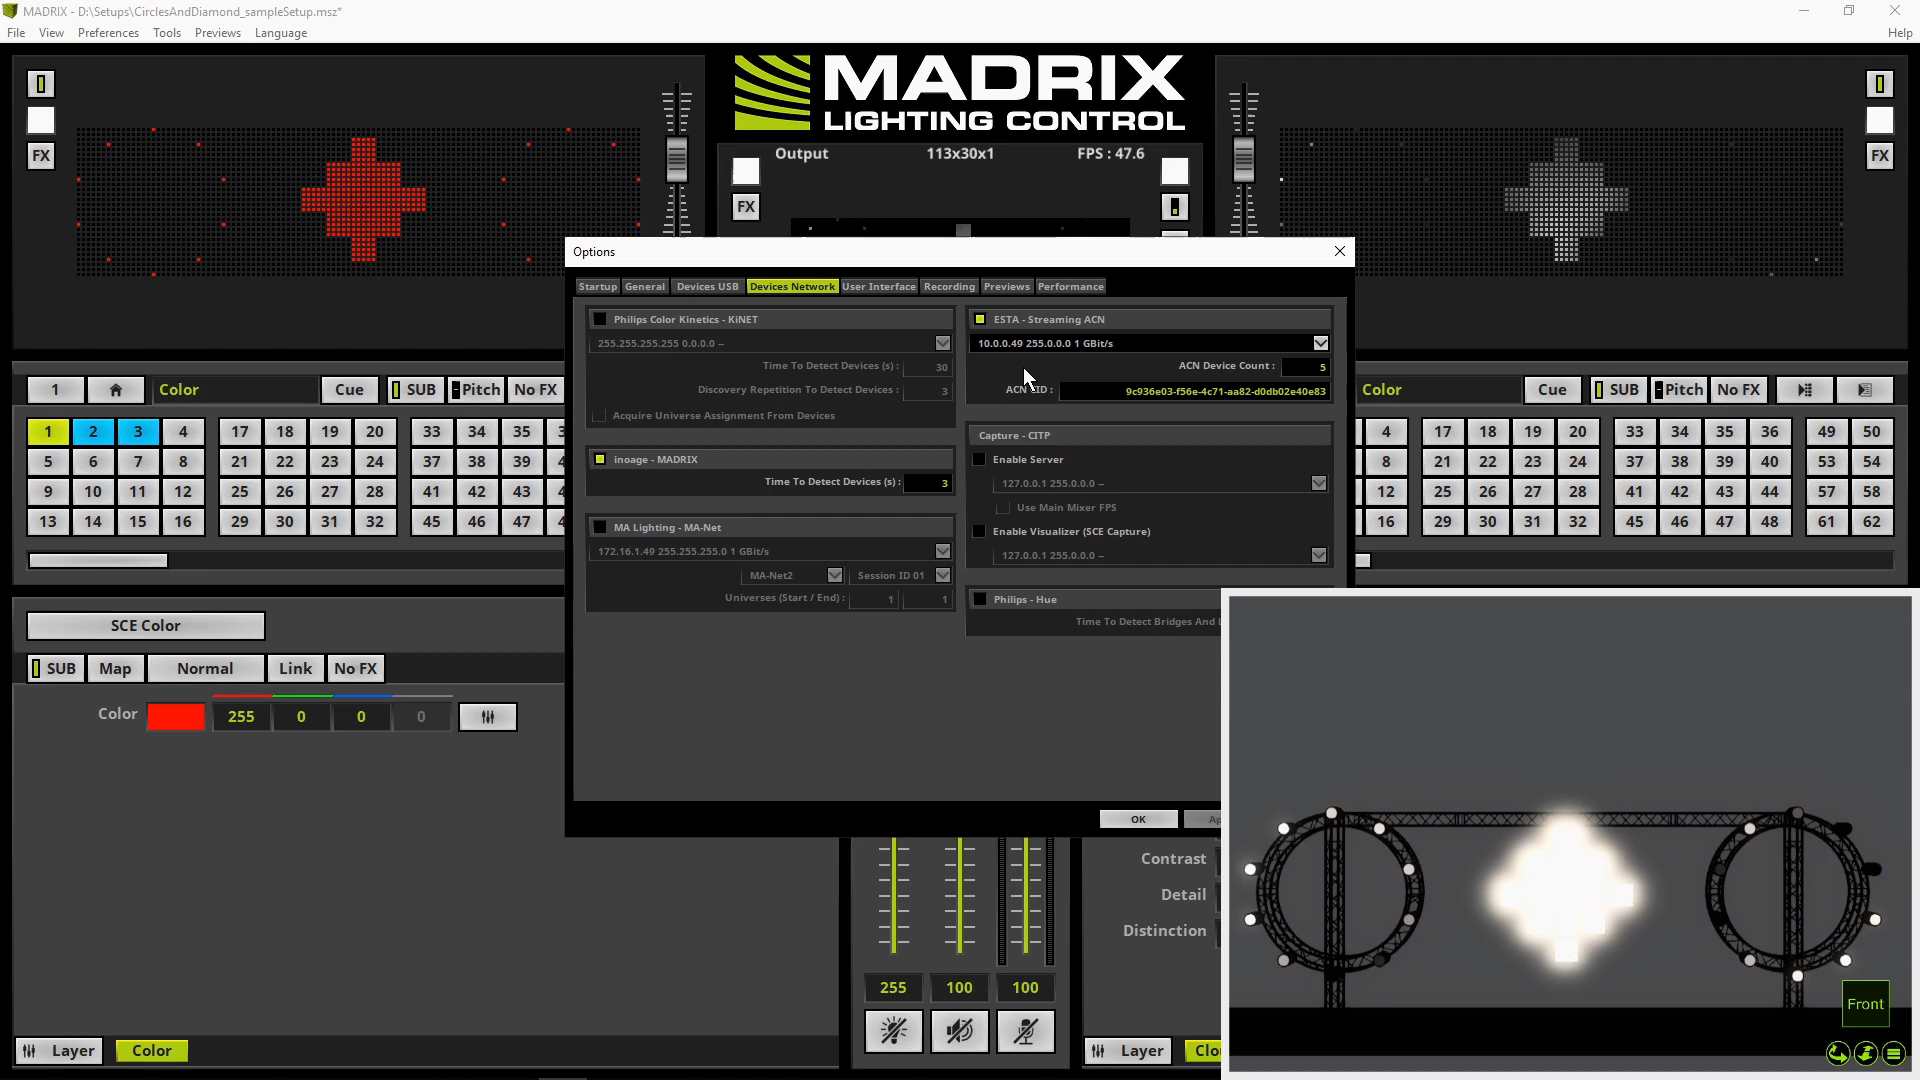 MADRIX - D:\Setups\CirclesAndDiamond_sampleSetup.msz*
File View Preferences Tools Previews Language Help
MADRIX
LIGHTING CONTROL
Output 113x30x1 FPS : 47.6
FX FX FX
Options
Startup General Devices USB Devices Network User Interface Recording Previews Performance
Philips Color Kinetics - KiNET
255.255.255.255 0.0.0.0 --
Time To Detect Devices (s) : 30
Discovery Repetition To Detect Devices : 3
Acquire Universe Assignment From Devices
inoage - MADRIX
Time To Detect Devices (s) : 3
MA Lighting - MA-Net
172.16.1.49 255.255.255.0 1 GBit/s
MA-Net2 Session ID 01
Universes (Start / End) : 1 1
ESTA - Streaming ACN
10.0.0.49 255.0.0.0 1 GBit/s
ACN Device Count : 5
ACN CID : 9c936e03-f56e-4c71-aa82-d0db02e40e83
Capture - CITP
Enable Server
127.0.0.1 255.0.0.0 --
Use Main Mixer FPS
Enable Visualizer (SCE Capture)
127.0.0.1 255.0.0.0 --
Philips - Hue
Time To Detect Bridges And
OK Ap
1 Color Cue SUB Pitch No FX
1 2 3 4 17 18 19 20 33 34 35 3
5 6 7 8 21 22 23 24 37 38 39 4
9 10 11 12 25 26 27 28 41 42 43 4
13 14 15 16 29 30 31 32 45 46 47 4
Color Cue SUB Pitch No FX
4 17 18 19 20 33 34 35 36 49 50
8 21 22 23 24 37 38 39 40 53 54
12 25 26 27 28 41 42 43 44 57 58
16 29 30 31 32 45 46 47 48 61 62
SCE Color
SUB Map Normal Link No FX
Color 255 0 0 0
255 100 100
Contrast
Detail
Distinction
Layer Color
Layer Clo
Front